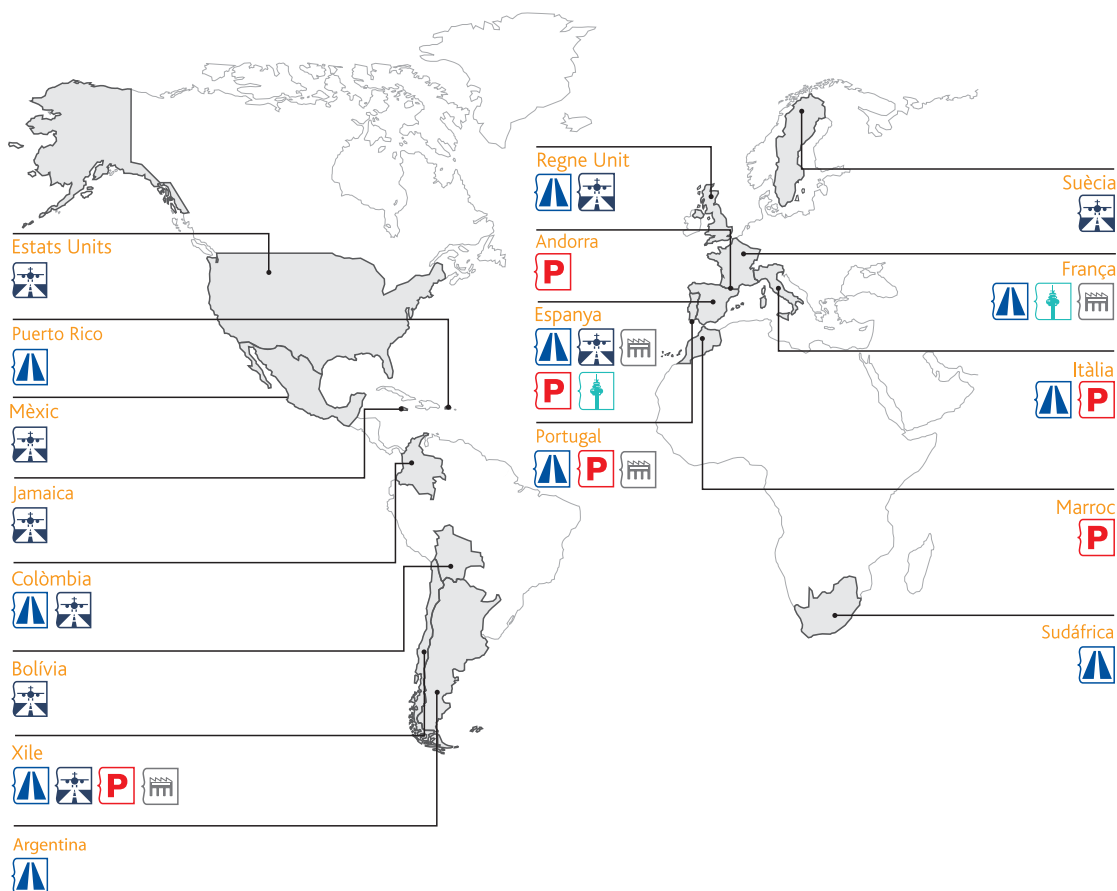 Estats Units
Puerto Rico
Mèxic
Jamaica
Colòmbia
Bolívia
Xile
P
Argentina
Regne Unit
Andorra
P
Espanya
P
Portugal
P
Suècia
França
Itàlia
P
Marroc
P
Sudáfrica